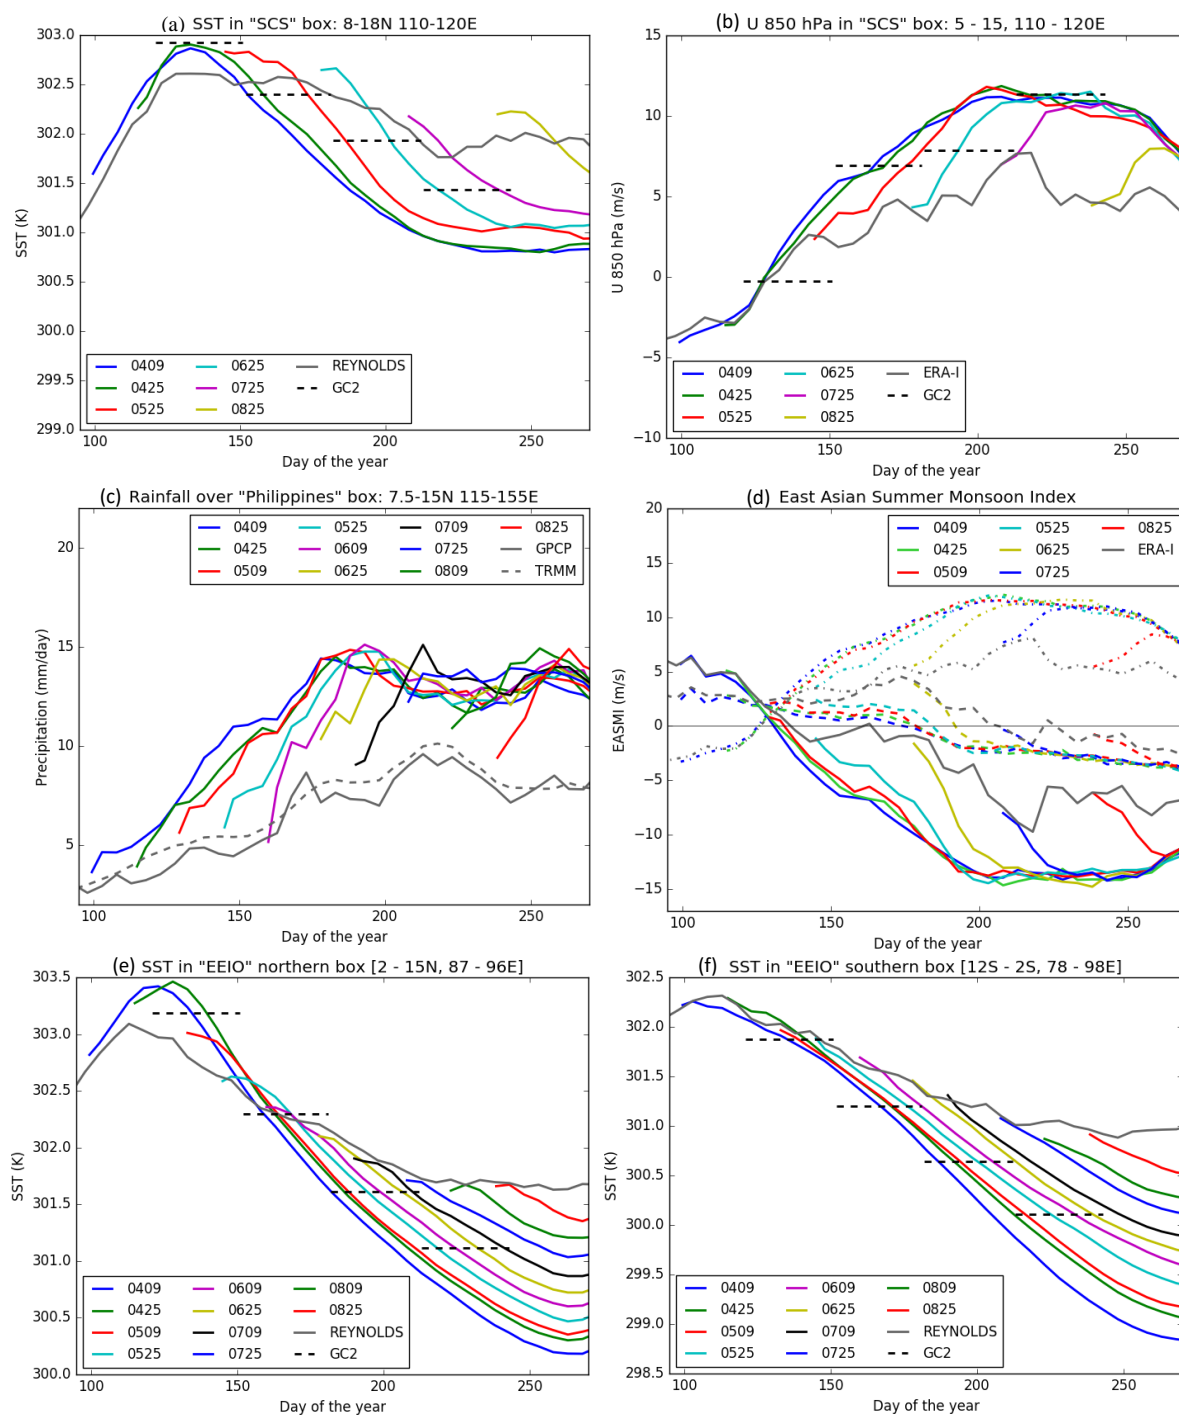 (a) SST in "SCS" box: 8-18N 110-120E
303.0
302.5
302.0
301.5
301.0
300.5
300.0
299.5
299.0
SST (K)
0409 0625 REYNOLDS
0425 0725 GC2
0525 0825
100 150 200 250
Day of the year
(b) U 850 hPa in "SCS" box: 5 - 15, 110 - 120E
15
10
5
0
−5
−10
U 850 hPa (m/s)
0409 0625 ERA-I
0425 0725 GC2
0525 0825
100 150 200 250
Day of the year
(c) Rainfall over "Philippines" box: 7.5-15N 115-155E
0409 0525 0709 0825
0425 0609 0725 GPCP
0509 0625 0809 TRMM
20
15
10
5
Precipitation (mm/day)
100 150 200 250
Day of the year
(d) East Asian Summer Monsoon Index
0409 0525 0825
0425 0625 ERA-I
0509 0725
20
15
10
5
0
−5
−10
−15
EASMI (m/s)
100 150 200 250
Day of the year
(e) SST in "EEIO" northern box [2 - 15N, 87 - 96E]
303.5
303.0
302.5
302.0
301.5
301.0
300.5
300.0
SST (K)
0409 0609 0809
0425 0625 0825
0509 0709 REYNOLDS
0525 0725 GC2
100 150 200 250
Day of the year
(f) SST in "EEIO" southern box [12S - 2S, 78 - 98E]
302.5
302.0
301.5
301.0
300.5
300.0
299.5
299.0
298.5
SST (K)
0409 0609 0809
0425 0625 0825
0509 0709 REYNOLDS
0525 0725 GC2
100 150 200 250
Day of the year